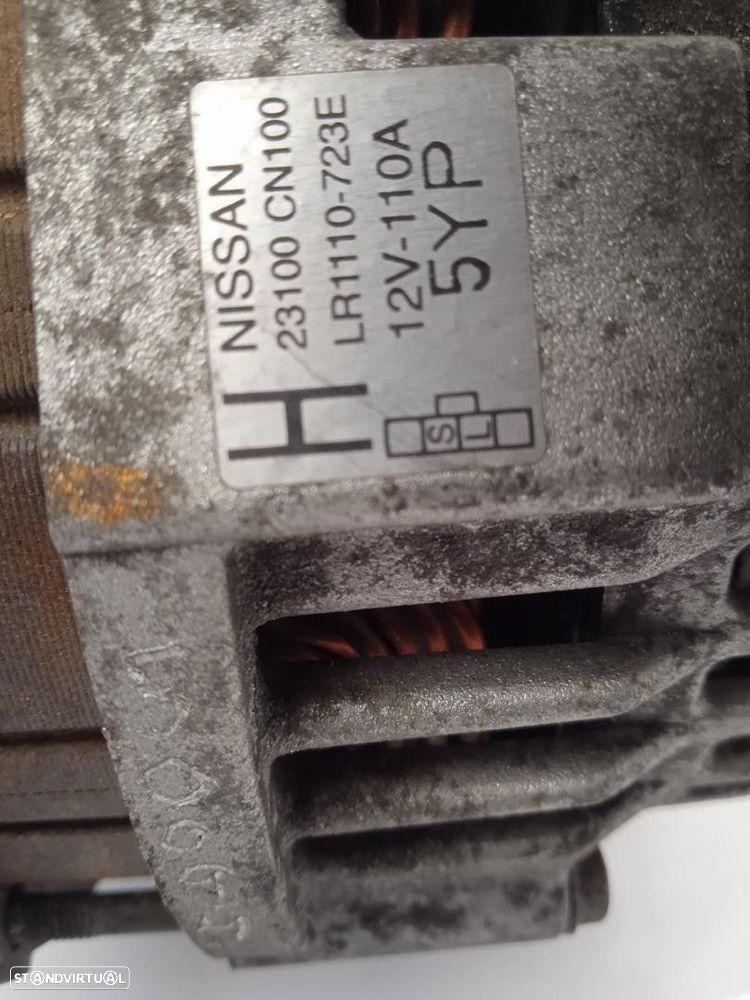 H
NISSAN
23100 CN100
LR1110-723E
12V-110A
5YP
S
L
STANDVIRTUAL